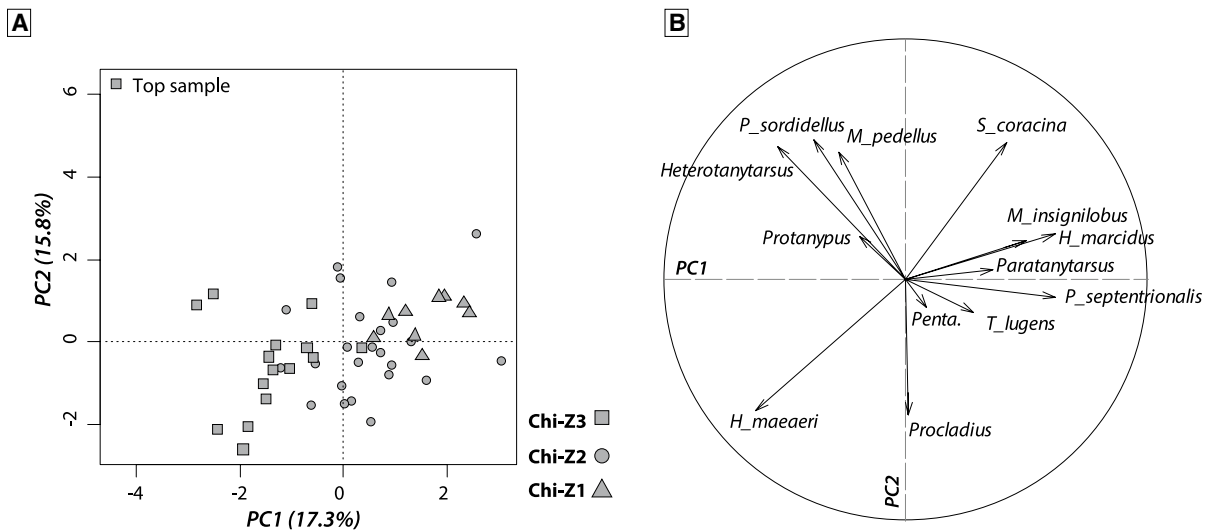 A
Top sample
6
4
2
0
-2
-4
-2
0
2
PC2 (15.8%)
PC1 (17.3%)
Chi-Z3
Chi-Z2
Chi-Z1
B
P_sordidellus
M_pedellus
S_coracina
Heterotanytarsus
M_insignilobus
Protanypus
H_marcidus
PC1
Paratanytarsus
P_septentrionalis
Penta.
T_lugens
H_maeaeri
Procladius
PC2